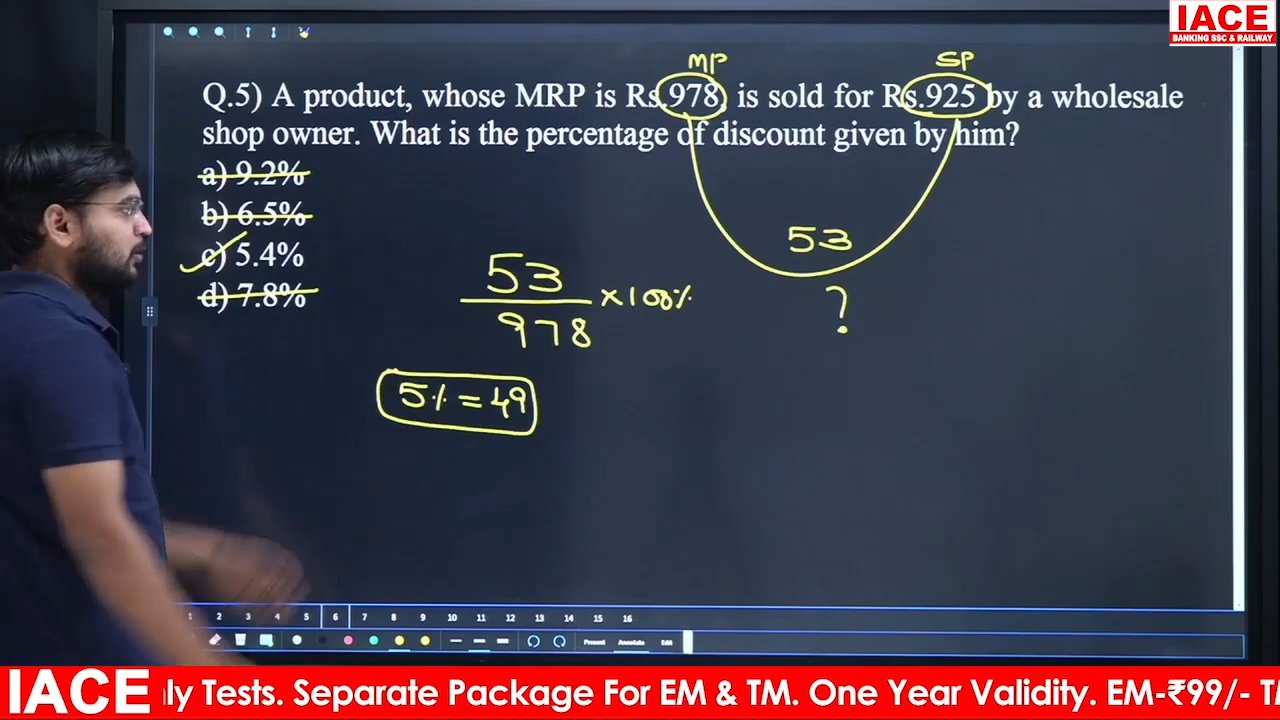 IACE
BANKING SSC & RAILWAY
MP
SP
Q.5) A product, whose MRP is Rs.978, is sold for Rs.925 by a wholesale
shop owner. What is the percentage of discount given by him?
a) 9.2%
b) 6.5%
c) 5.4%
d) 7.8%
53
53
978
×100%
?
5% = 49
1 2 3 4 5 6 7 8 9 10 11 12 13 14 15 16
Present Annotate Edit
IACE
ly Tests. Separate Package For EM & TM. One Year Validity. EM-₹99/- T